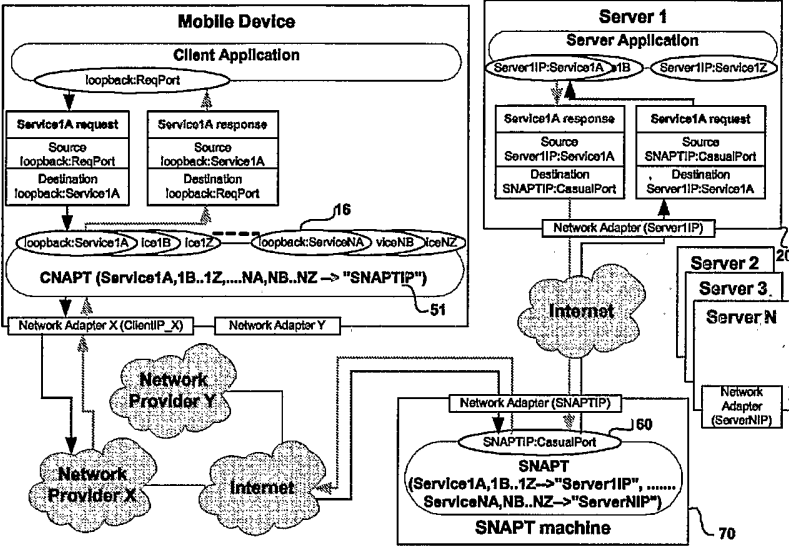 Mobile Device
Client Application
loopback:ReqPort
Service1A request
Source
loopback:ReqPort
Destination
loopback:Service1A
Service1A response
Source
loopback:Service1A
Destination
loopback:ReqPort
16
loopback:Service1A
ice1B
ice1Z
loopback:ServiceNA
viceNB
iceNZ
CNAPT (Service1A,1B..1Z,....NA,NB..NZ --> "SNAPTIP")
51
Network Adapter X (ClientIP_X)
Network Adapter Y
Network
Provider Y
Network
Provider X
Internet
Server 1
Server Application
Server1IP:Service1A
e1B
Server1IP:Service1Z
Service1A response
Source
Server1IP:Service1A
Destination
SNAPTIP:CasualPort
Service1A request
Source
SNAPTIP:CasualPort
Destination
Server1IP:Service1A
Network Adapter (Server1IP)
20
Server 2
Server 3
Server N
Network
Adapter
(ServerNIP)
Internet
Network Adapter (SNAPTIP)
60
SNAPTIP:CasualPort
SNAPT
(Service1A,1B..1Z-->"Server1IP", .......
ServiceNA,NB..NZ-->"ServerNIP")
SNAPT machine
70